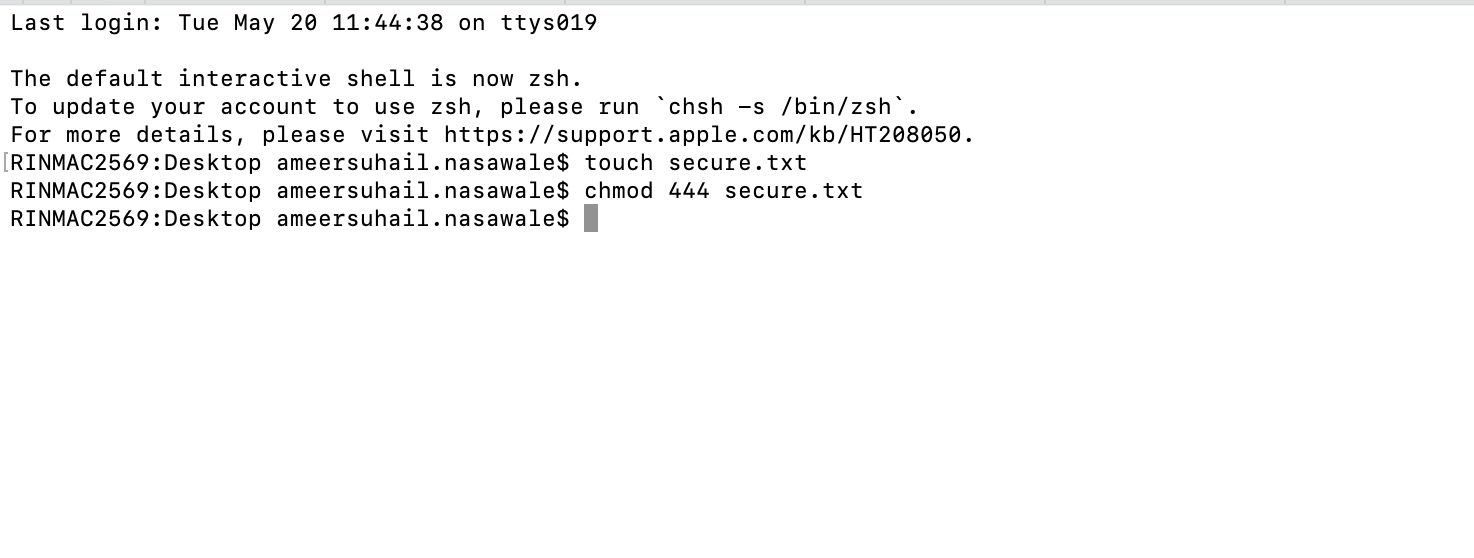 Last login: Tue May 20 11:44:38 on ttys019
The default interactive shell is now zsh.
To update your account to use zsh, please run `chsh -s /bin/zsh`.
For more details, please visit https://support.apple.com/kb/HT208050.
[RINMAC2569:Desktop ameersuhail.nasawale$ touch secure.txt
RINMAC2569:Desktop ameersuhail.nasawale$ chmod 444 secure.txt
RINMAC2569:Desktop ameersuhail.nasawale$